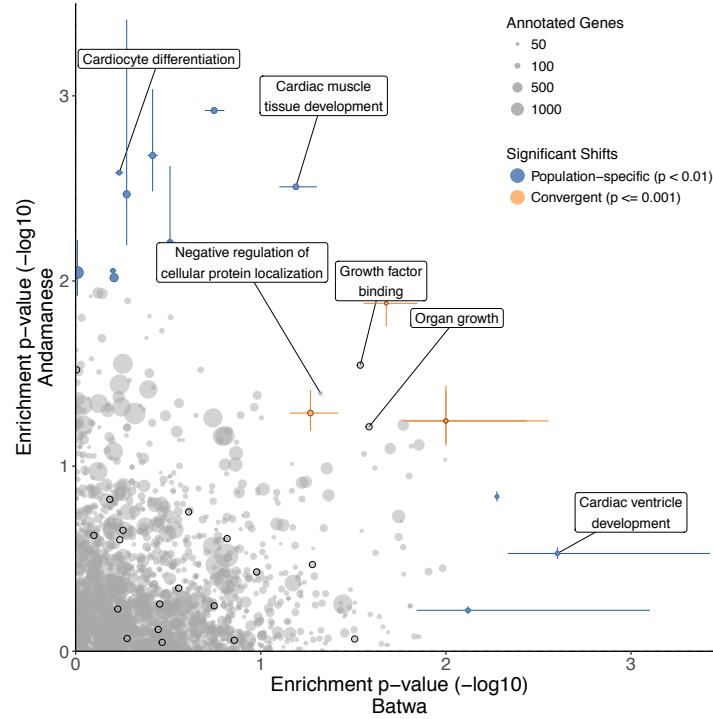 Annotated Genes
50
100
500
1000
Significant Shifts
Population−specific (p < 0.01)
Convergent (p <= 0.001)
Cardiocyte differentiation
Cardiac muscle
tissue development
Negative regulation of
cellular protein localization
Growth factor
binding
Organ growth
Cardiac ventricle
development
Enrichment p−value (−log10)
Andamanese
3
2
1
0
0
1
2
3
Enrichment p−value (−log10)
Batwa